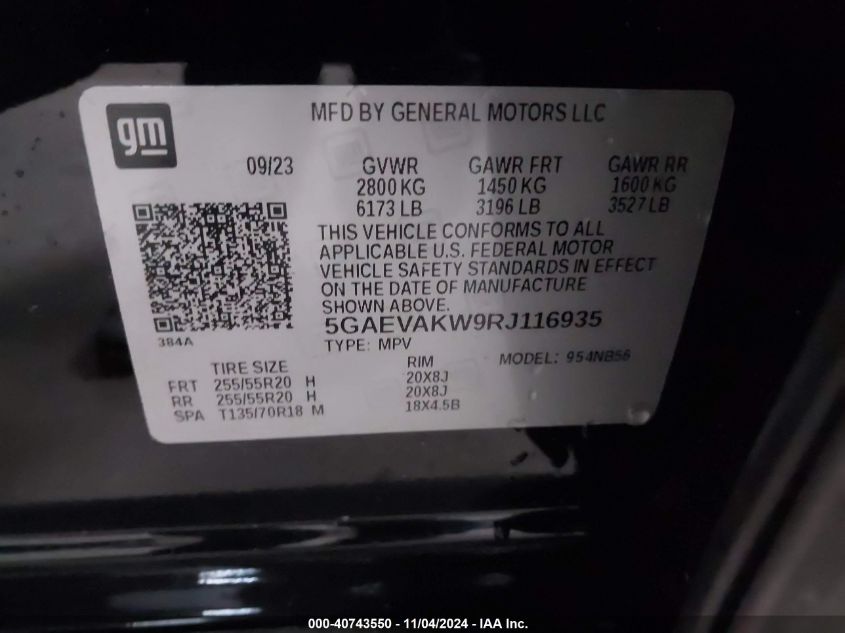 gm
MFD BY GENERAL MOTORS LLC
09/23 GVWR GAWR FRT GAWR RR
2800 KG 1450 KG 1600 KG
6173 LB 3196 LB 3527 LB
THIS VEHICLE CONFORMS TO ALL
APPLICABLE U.S. FEDERAL MOTOR
VEHICLE SAFETY STANDARDS IN EFFECT
ON THE DATE OF MANUFACTURE
SHOWN ABOVE.
5GAEVAKW9RJ116935
384A
TYPE: MPV MODEL: 954NB56
TIRE SIZE RIM
FRT 255/55R20 H 20X8J
RR 255/55R20 H 20X8J
SPA T135/70R18 M 18X4.5B
000-40743550 - 11/04/2024 - IAA Inc.